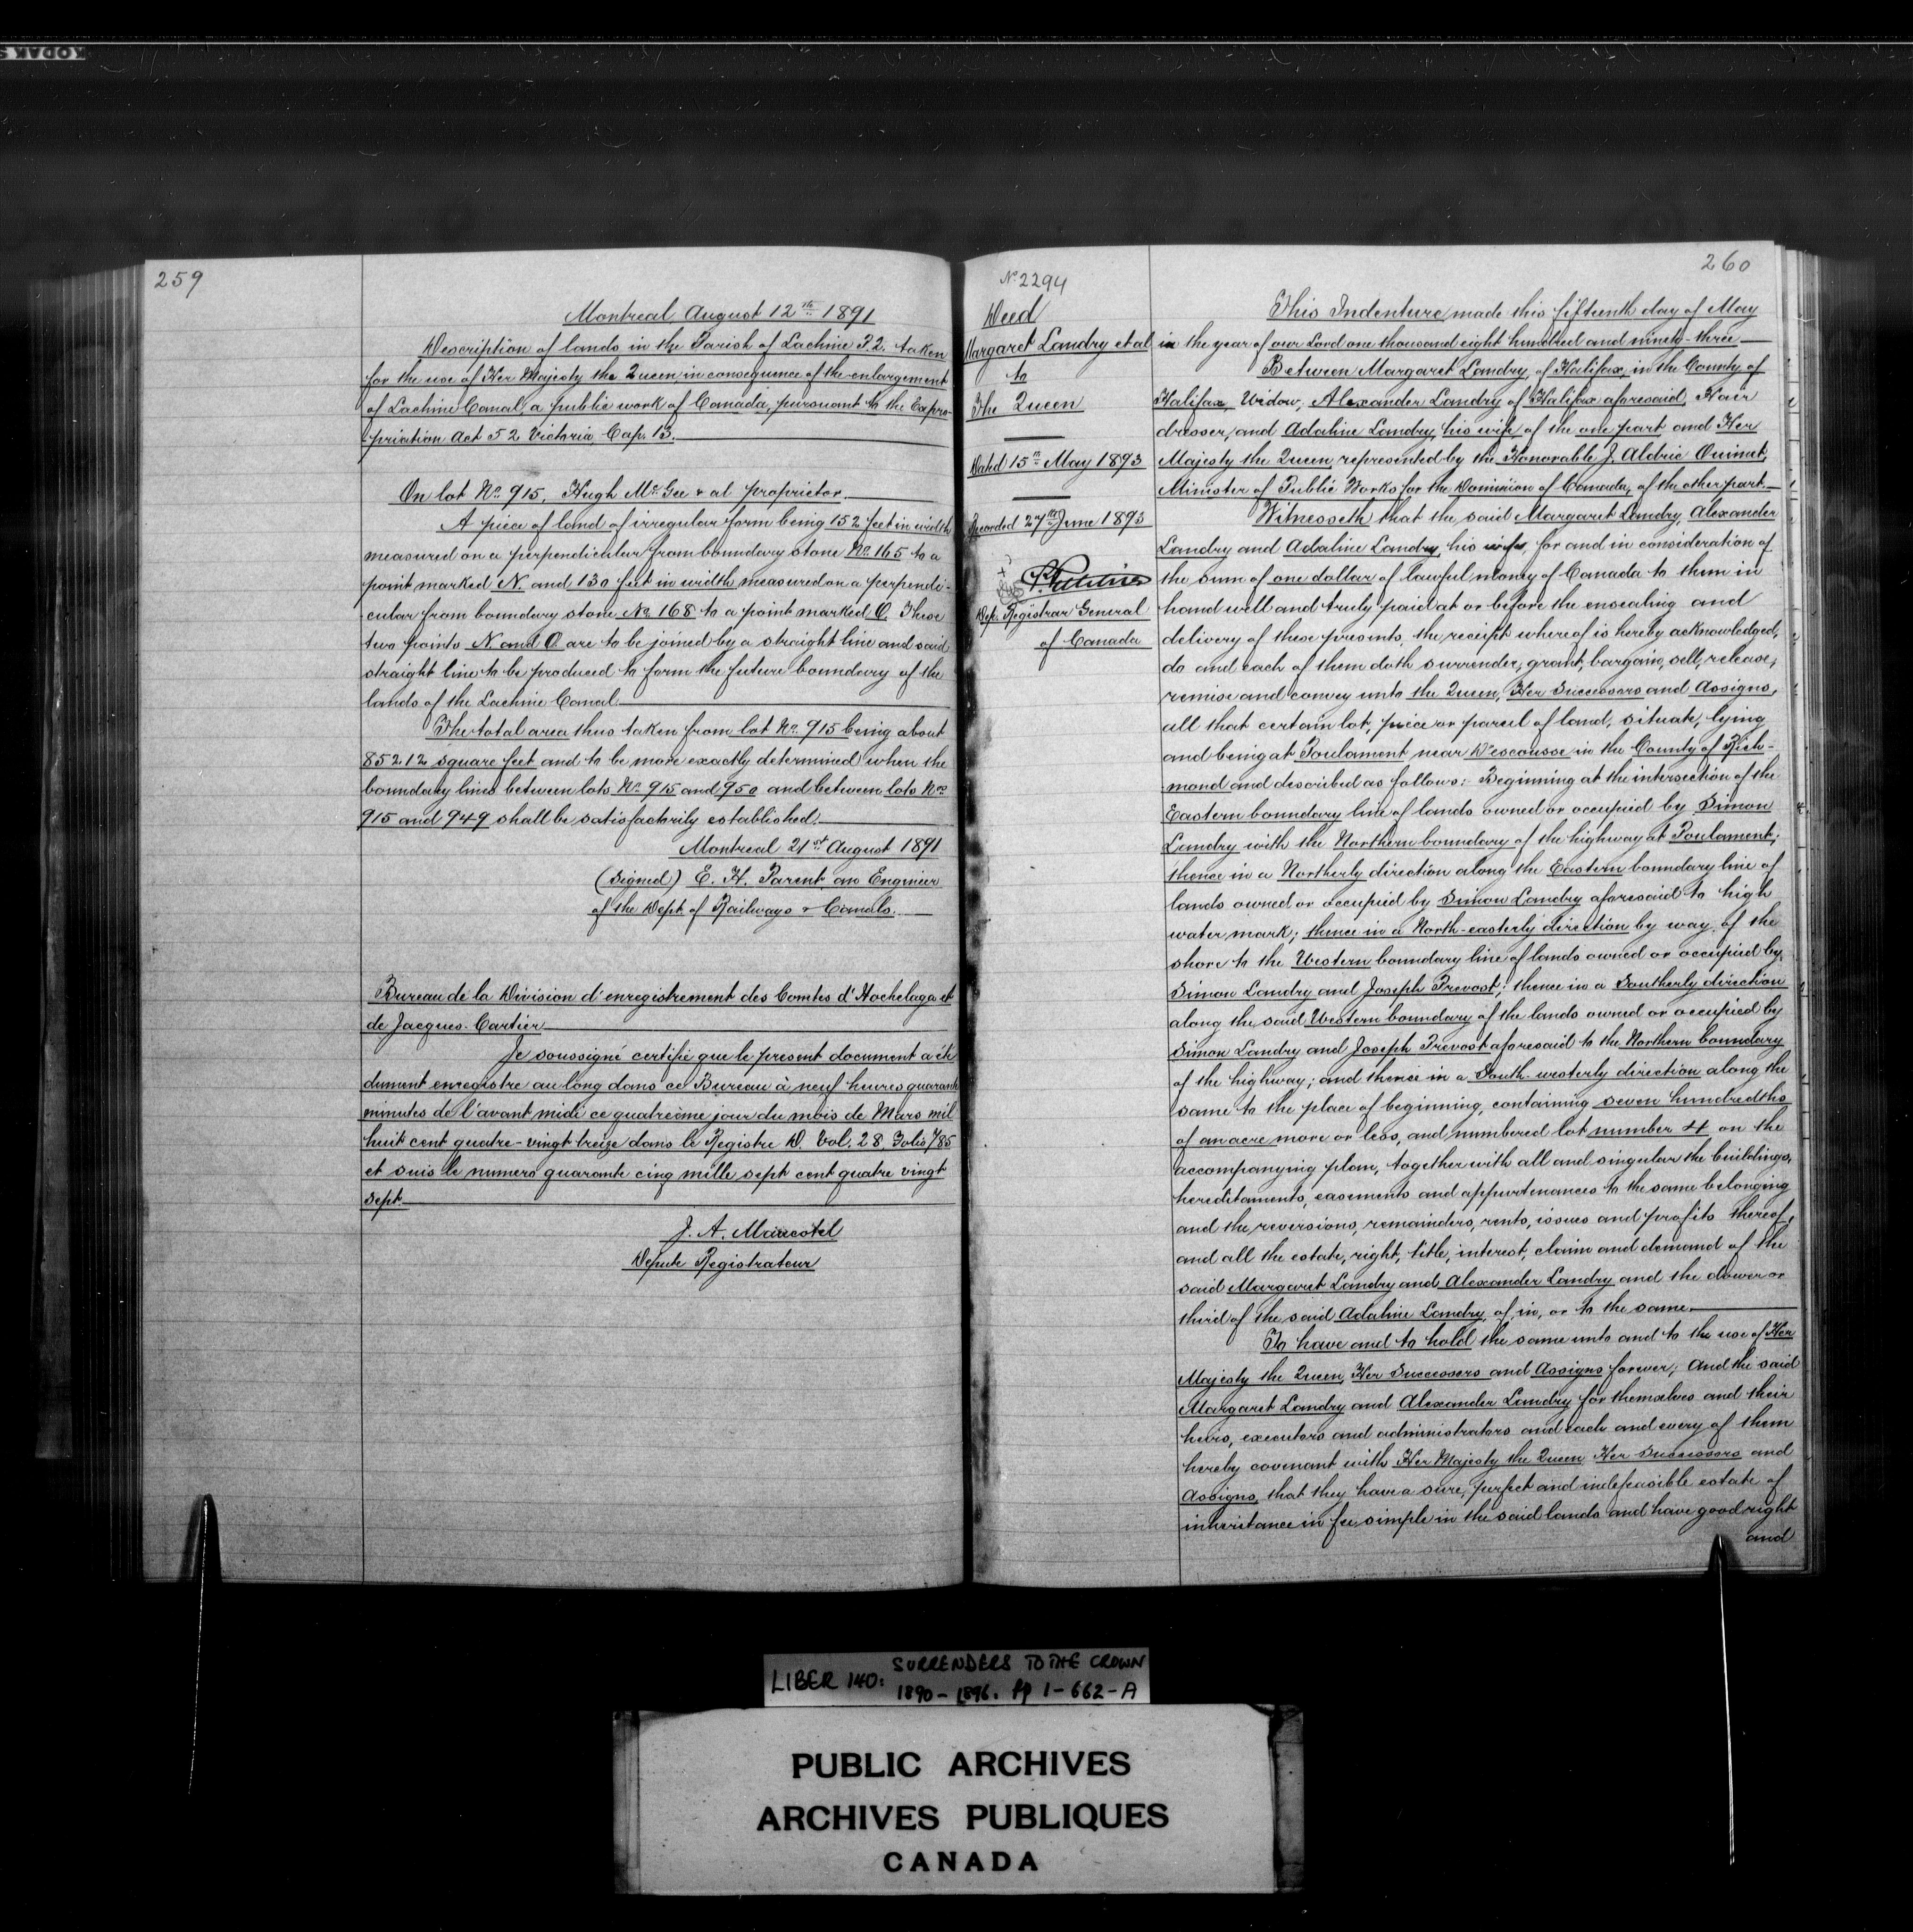 KODAK S
259
Montreal August 12th 1891
Description of lands in the Parish of Lachine P.2. taken
for the use of Her Majesty the Queen in consequence of the enlargement
of Lachine Canal, a public work of Canada, pursuant to the Expro-
priation Act 52 Victoria Cap. 13.
On lot No. 915, Hugh McGee & al proprietor.
A piece of land of irregular form being 152 feet in width
measured on a perpendicular from boundary stone No. 165 to a
point marked N. and 130 feet in width measured on a perpendi-
cular from boundary stone No. 168 to a point marked O. These
two points N. and O. are to be joined by a straight line and said
straight line to be produced to form the future boundary of the
lands of the Lachine Canal.
The total area thus taken from lot No. 915 being about
85212 square feet and to be more exactly determined when the
boundary lines between lots No. 915 and 950 and between lots Nos
915 and 949 shall be satisfactorily established.
Montreal 21st August 1891
(Signed) E. H. Parent an Engineer
of the Dept of Railways & Canals.
Bureau de la Division d'enregistrement des Comtes d'Hochelaga et
de Jacques-Cartier
Je soussigné certifie que le present document a été
dument enregistre au long dans ce Bureau à neuf heures quarante
minutes de l'avant midi ce quatreème jour du mois de Mars mil
huit cent quatre-vingt treize dans le Registre D. Vol. 28 Folio 785
et suis le numero quarante cinq mille sept cent quatre vingt
sept.
J. A. Marcotel
Depute Registrateur
No 2294
Deed
Margaret Landry et al
to
The Queen
Dated 15th May 1893
Recorded 27th June 1893
Dep. Registrar General
of Canada
260
This Indenture made this fifteenth day of May
in the year of our Lord one thousand eight hundred and ninety-three
Between Margaret Landry, of Halifax, in the County of
Halifax, Widow, Alexander Landry of Halifax aforesaid, Hair
dresser, and Adaline Landry, his wife, of the one part and Her
Majesty the Queen, represented by the Honorable J. Aldric Ouimet,
Minister of Public Works for the Dominion of Canada, of the other part
Witnesseth that the said Margaret Landry, Alexander
Landry and Adaline Landry, his wife, for and in consideration of
the sum of one dollar of lawful money of Canada to them in
hand well and truly paid at or before the ensealing and
delivery of these presents, the receipt whereof is hereby acknowledged,
do and each of them doth surrender, grant, bargain, sell, release,
remise and convey unto the Queen, Her Successors and Assigns,
all that certain lot, piece or parcel of land, situate, lying
and being at Poulament near Descousse in the County of Rich-
mond and described as follows: Beginning at the intersection of the
Eastern boundary line of lands owned or occupied by Simon
Landry with the Northern boundary of the highway at Poulament;
thence in a Northerly direction along the Eastern boundary line of
lands owned or occupied by Simon Landry aforesaid to high
water mark; thence in a North-easterly direction by way of the
shore to the Western boundary line of lands owned or occupied by
Simon Landry and Joseph Prevost; thence in a Southerly direction
along the said Western boundary of the lands owned or occupied by
Simon Landry and Joseph Prevost aforesaid to the Northern boundary
of the highway; and thence in a South-westerly direction along the
same to the place of beginning, containing seven hundredths
of an acre more or less, and numbered lot number 4 on the
accompanying plan, together with all and singular the buildings,
hereditaments, easements and appurtenances to the same belonging
and the reversions, remainders, rents, issues and profits thereof,
and all the estate, right, title, interest, claim and demand of the
said Margaret Landry and Alexander Landry and the dower or
third of the said Adaline Landry, of, in, or to the same
To have and to hold the same unto and to the use of Her
Majesty the Queen, Her Successors and Assigns forever; And the said
Margaret Landry and Alexander Landry for themselves and their
heirs, executors and administrators and each and every of them
hereby covenant with Her Majesty the Queen Her Successors and
Assigns, that they have a sure, perfect and indefeasible estate of
inheritance in fee simple in the said lands and have good right
and
LIBER 140: SURRENDERS TO THE CROWN
1890-1896. pp 1-662-A
PUBLIC ARCHIVES
ARCHIVES PUBLIQUES
CANADA